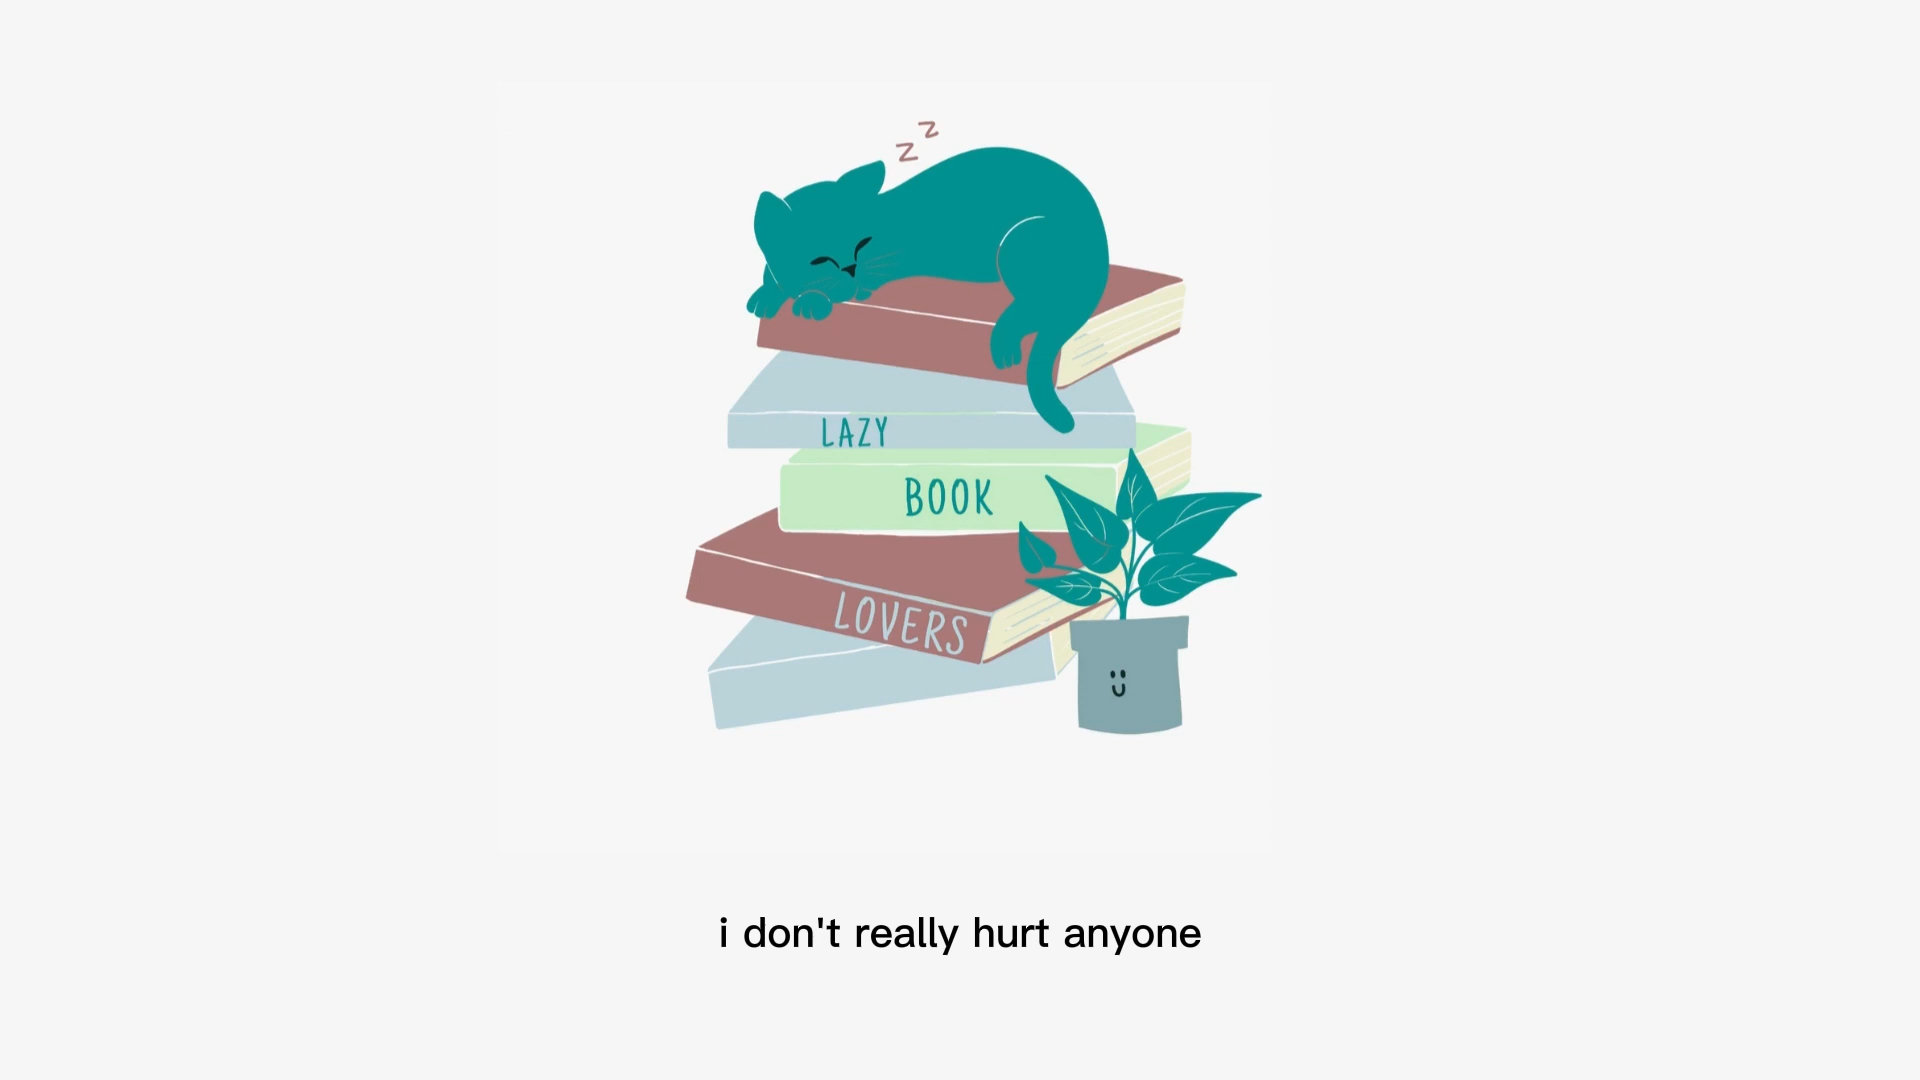 z
z
LAZY
BOOK
LOVERS
i don't really hurt anyone